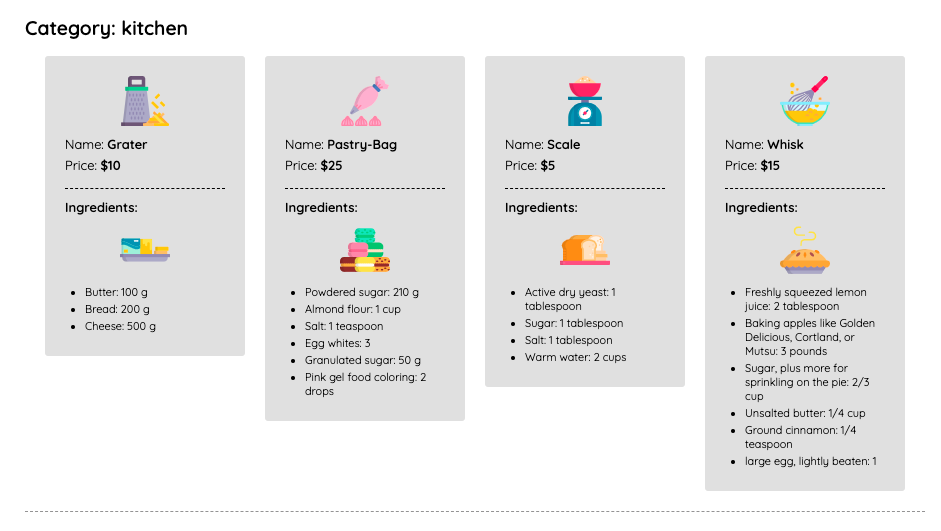 Category: kitchen
Name: Grater
Price: $10
Ingredients:
Butter: 100 g
Bread: 200 g
Cheese: 500 g
Name: Pastry-Bag
Price: $25
Ingredients:
Powdered sugar: 210 g
Almond flour: 1 cup
Salt: 1 teaspoon
Egg whites: 3
Granulated sugar: 50 g
Pink gel food coloring: 2
drops
Name: Scale
Price: $5
Ingredients:
Active dry yeast: 1
tablespoon
Sugar: 1 tablespoon
Salt: 1 tablespoon
Warm water: 2 cups
Name: Whisk
Price: $15
Ingredients:
Freshly squeezed lemon
juice: 2 tablespoon
Baking apples like Golden
Delicious, Cortland, or
Mutsu: 3 pounds
Sugar, plus more for
sprinkling on the pie: 2/3
cup
Unsalted butter: 1/4 cup
Ground cinnamon: 1/4
teaspoon
large egg, lightly beaten: 1